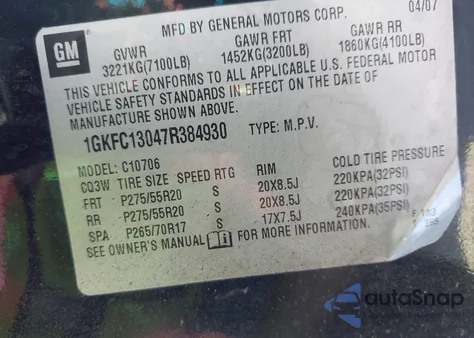 MFD BY GENERAL MOTORS CORP. 04/07
GM
GVWR GAWR FRT GAWR RR
3221KG(7100LB) 1452KG(3200LB) 1860KG(4100LB)
THIS VEHICLE CONFORMS TO ALL APPLICABLE U.S. FEDERAL MOTOR
VEHICLE SAFETY STANDARDS IN EFFECT ON THE DATE OF
MANUFACTURE SHOWN ABOVE.
1GKFC13047R384930 TYPE: M.P.V.
MODEL: C10706
CQ3W TIRE SIZE SPEED RTG RIM COLD TIRE PRESSURE
FRT P275/55R20 S 20X8.5J 220KPA(32PSI)
RR P275/55R20 S 20X8.5J 220KPA(32PSI)
SPA P265/70R17 S 17X7.5J 240KPA(35PSI)
SEE OWNER'S MANUAL FOR MORE INFORMATION.
autoSnap